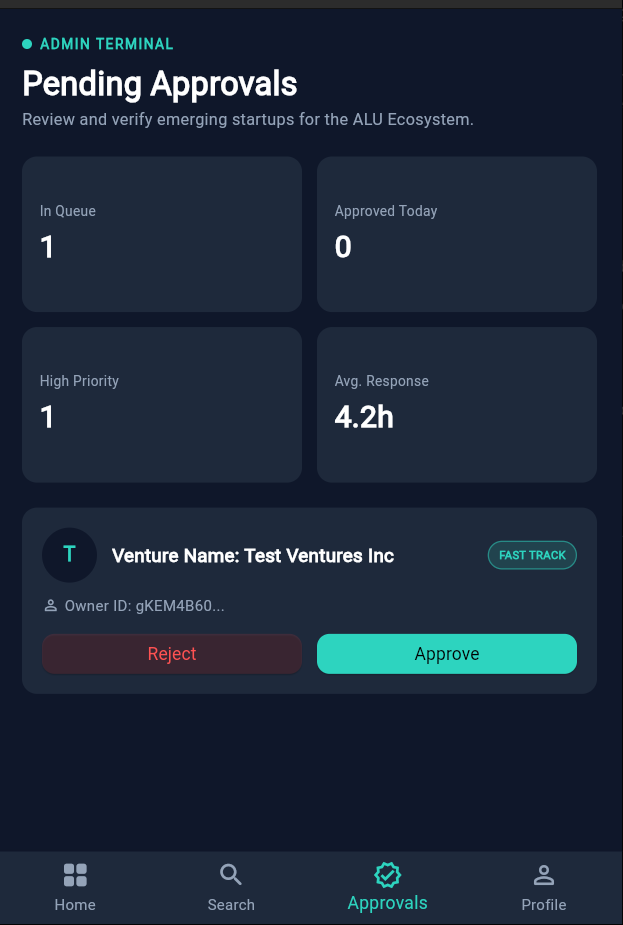 ADMIN TERMINAL
Pending Approvals
Review and verify emerging startups for the ALU Ecosystem.
In Queue
1
Approved Today
0
High Priority
1
Avg. Response
4.2h
T
Venture Name: Test Ventures Inc
FAST TRACK
Owner ID: gKEM4B60...
Reject
Approve
Home
Search
Approvals
Profile